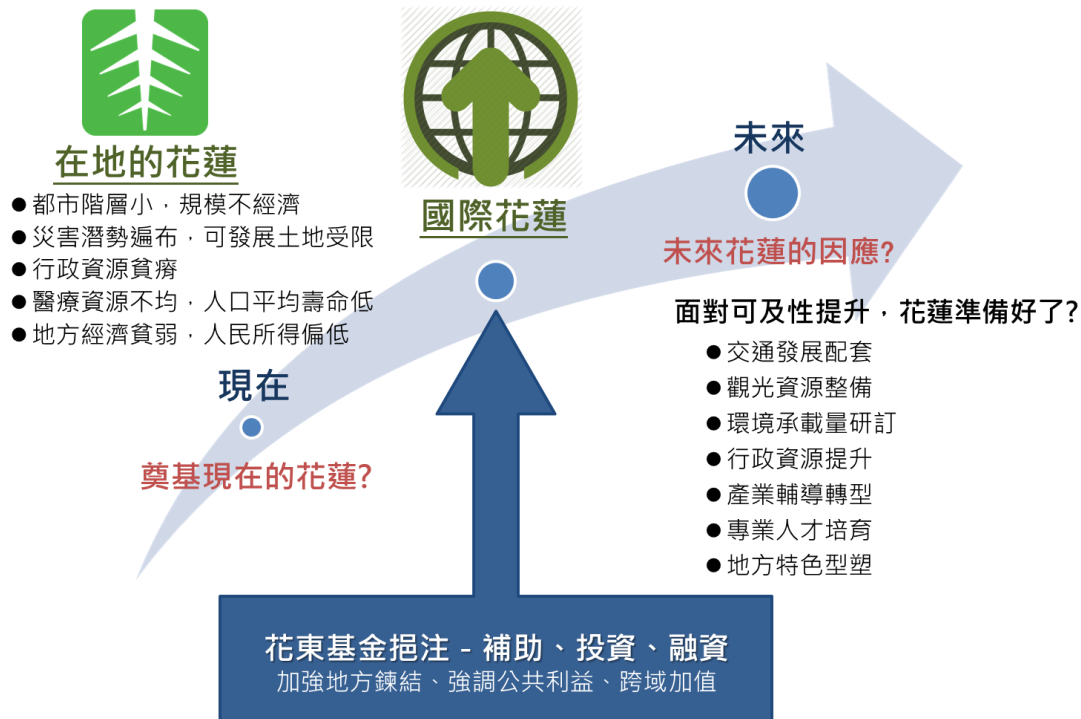 在地的花蓮
●都市階層小，規模不經濟
●災害潛勢遍布，可發展土地受限
●行政資源貧瘠
●醫療資源不均，人口平均壽命低
●地方經濟貧弱，人民所得偏低
現在
奠基現在的花蓮?
國際花蓮
未來
未來花蓮的因應?
面對可及性提升，花蓮準備好了?
●交通發展配套
●觀光資源整備
●環境承載量研訂
●行政資源提升
●產業輔導轉型
●專業人才培育
●地方特色型塑
花東基金挹注 - 補助、投資、融資
加強地方鍊結、強調公共利益、跨域加值